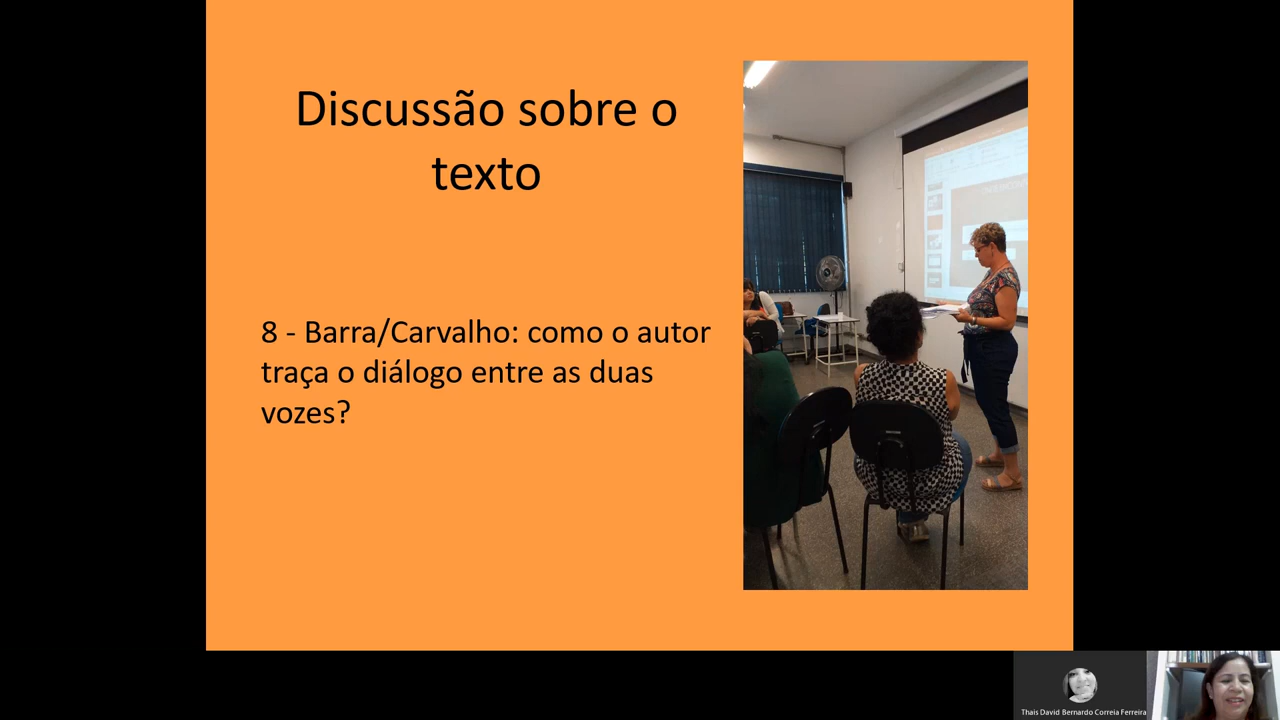 Discussão sobre o
texto
8 - Barra/Carvalho: como o autor
traça o diálogo entre as duas
vozes?
Thais David Bernardo Correia Ferreira